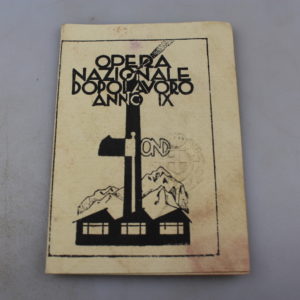 OPERA
NAZIONALE
DOPOLAVORO
ANNO IX
OND